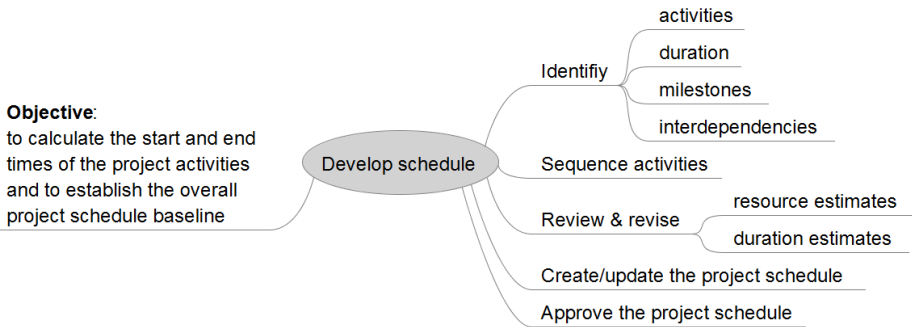 Objective:
to calculate the start and end
times of the project activities
and to establish the overall
project schedule baseline
Develop schedule
Identifiy
activities
duration
milestones
interdependencies
Sequence activities
Review & revise
resource estimates
duration estimates
Create/update the project schedule
Approve the project schedule